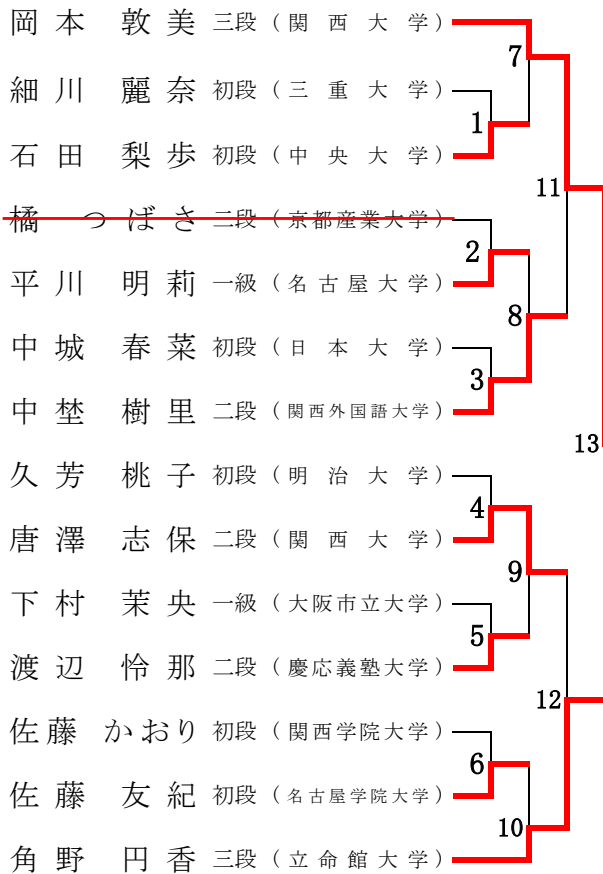 岡本 敦美 三段 (関西大学)
7
細川 麗奈 初段 (三重大学)
1
石田 梨歩 初段 (中央大学)
11
橘 つばさ 二段 (京都産業大学)
2
平川 明莉 一級 (名古屋大学)
8
中城 春菜 初段 (日本大学)
3
中埜 樹里 二段 (関西外国語大学)
13
久芳 桃子 初段 (明治大学)
4
唐澤 志保 二段 (関西大学)
9
下村 茉央 一級 (大阪市立大学)
5
渡辺 怜那 二段 (慶応義塾大学)
12
佐藤 かおり 初段 (関西学院大学)
6
佐藤 友紀 初段 (名古屋学院大学)
10
角野 円香 三段 (立命館大学)